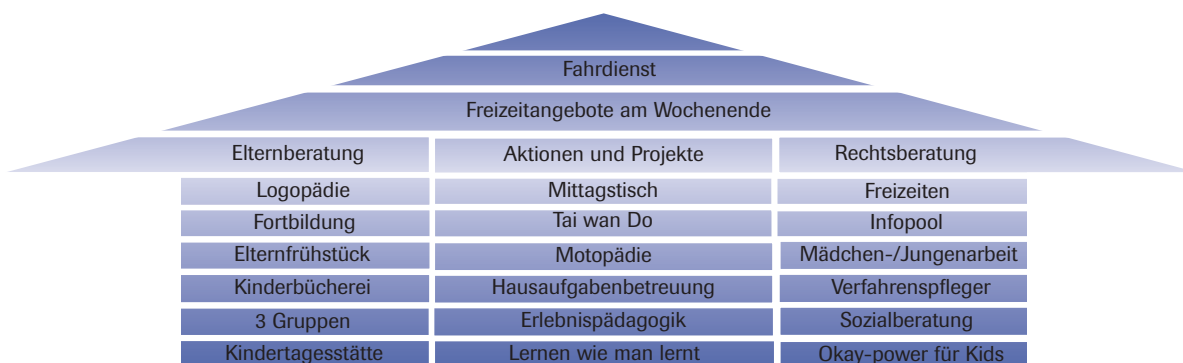 Fahrdienst
Freizeitangebote am Wochenende
Elternberatung Aktionen und Projekte Rechtsberatung
Logopädie Mittagstisch Freizeiten
Fortbildung Tai wan Do Infopool
Elternfrühstück Motopädie Mädchen-/Jungenarbeit
Kinderbücherei Hausaufgabenbetreuung Verfahrenspfleger
3 Gruppen Erlebnispädagogik Sozialberatung
Kindertagesstätte Lernen wie man lernt Okay-power für Kids